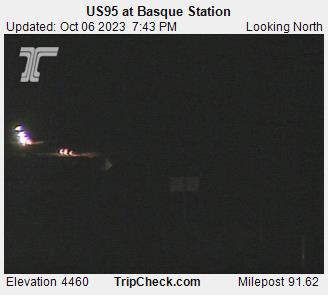 US95 at Basque Station
Updated: Oct 06 2023 7:43 PM Looking North
Elevation 4460 TripCheck.com Milepost 91.62